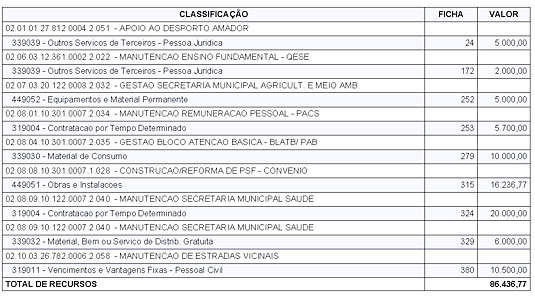 CLASSIFICAÇÃO FICHA VALOR
02.01.01.27.812.0004.2.051 - APOIO AO DESPORTO AMADOR
339039 - Outros Servicos de Terceiros - Pessoa Juridica 24 5.000,00
02.06.03.12.361.0002.2.022 - MANUTENCAO ENSINO FUNDAMENTAL - QESE
339039 - Outros Servicos de Terceiros - Pessoa Juridica 172 2.000,00
02.07.03.20.122.0008.2.032 - GESTAO SECRETARIA MUNICIPAL AGRICULT. E MEIO AMB
449052 - Equipamentos e Material Permanente 252 5.000,00
02.08.01.10.301.0007.2.034 - MANUTENCAO REMUNERACAO PESSOAL - PACS
319004 - Contratacao por Tempo Determinado 253 5.700,00
02.08.04.10.301.0007.2.035 - GESTAO BLOCO ATENCAO BASICA - BLATB/ PAB
339030 - Material de Consumo 279 10.000,00
02.08.08.10.301.0007.1.028 - CONSTRUCAO/REFORMA DE PSF - CONVENIO
449051 - Obras e Instalacoes 315 16.236,77
02.08.09.10.122.0007.2.040 - MANUTENCAO SECRETARIA MUNICIPAL SAUDE
319004 - Contratacao por Tempo Determinado 324 20.000,00
02.08.09.10.122.0007.2.040 - MANUTENCAO SECRETARIA MUNICIPAL SAUDE
339032 - Material, Bem ou Servico de Distrib. Gratuita 329 6.000,00
02.10.03.26.782.0006.2.058 - MANUTENCAO DE ESTRADAS VICINAIS
319011 - Vencimentos e Vantagens Fixas - Pessoal Civil 380 10.500,00
TOTAL DE RECURSOS 86.436,77